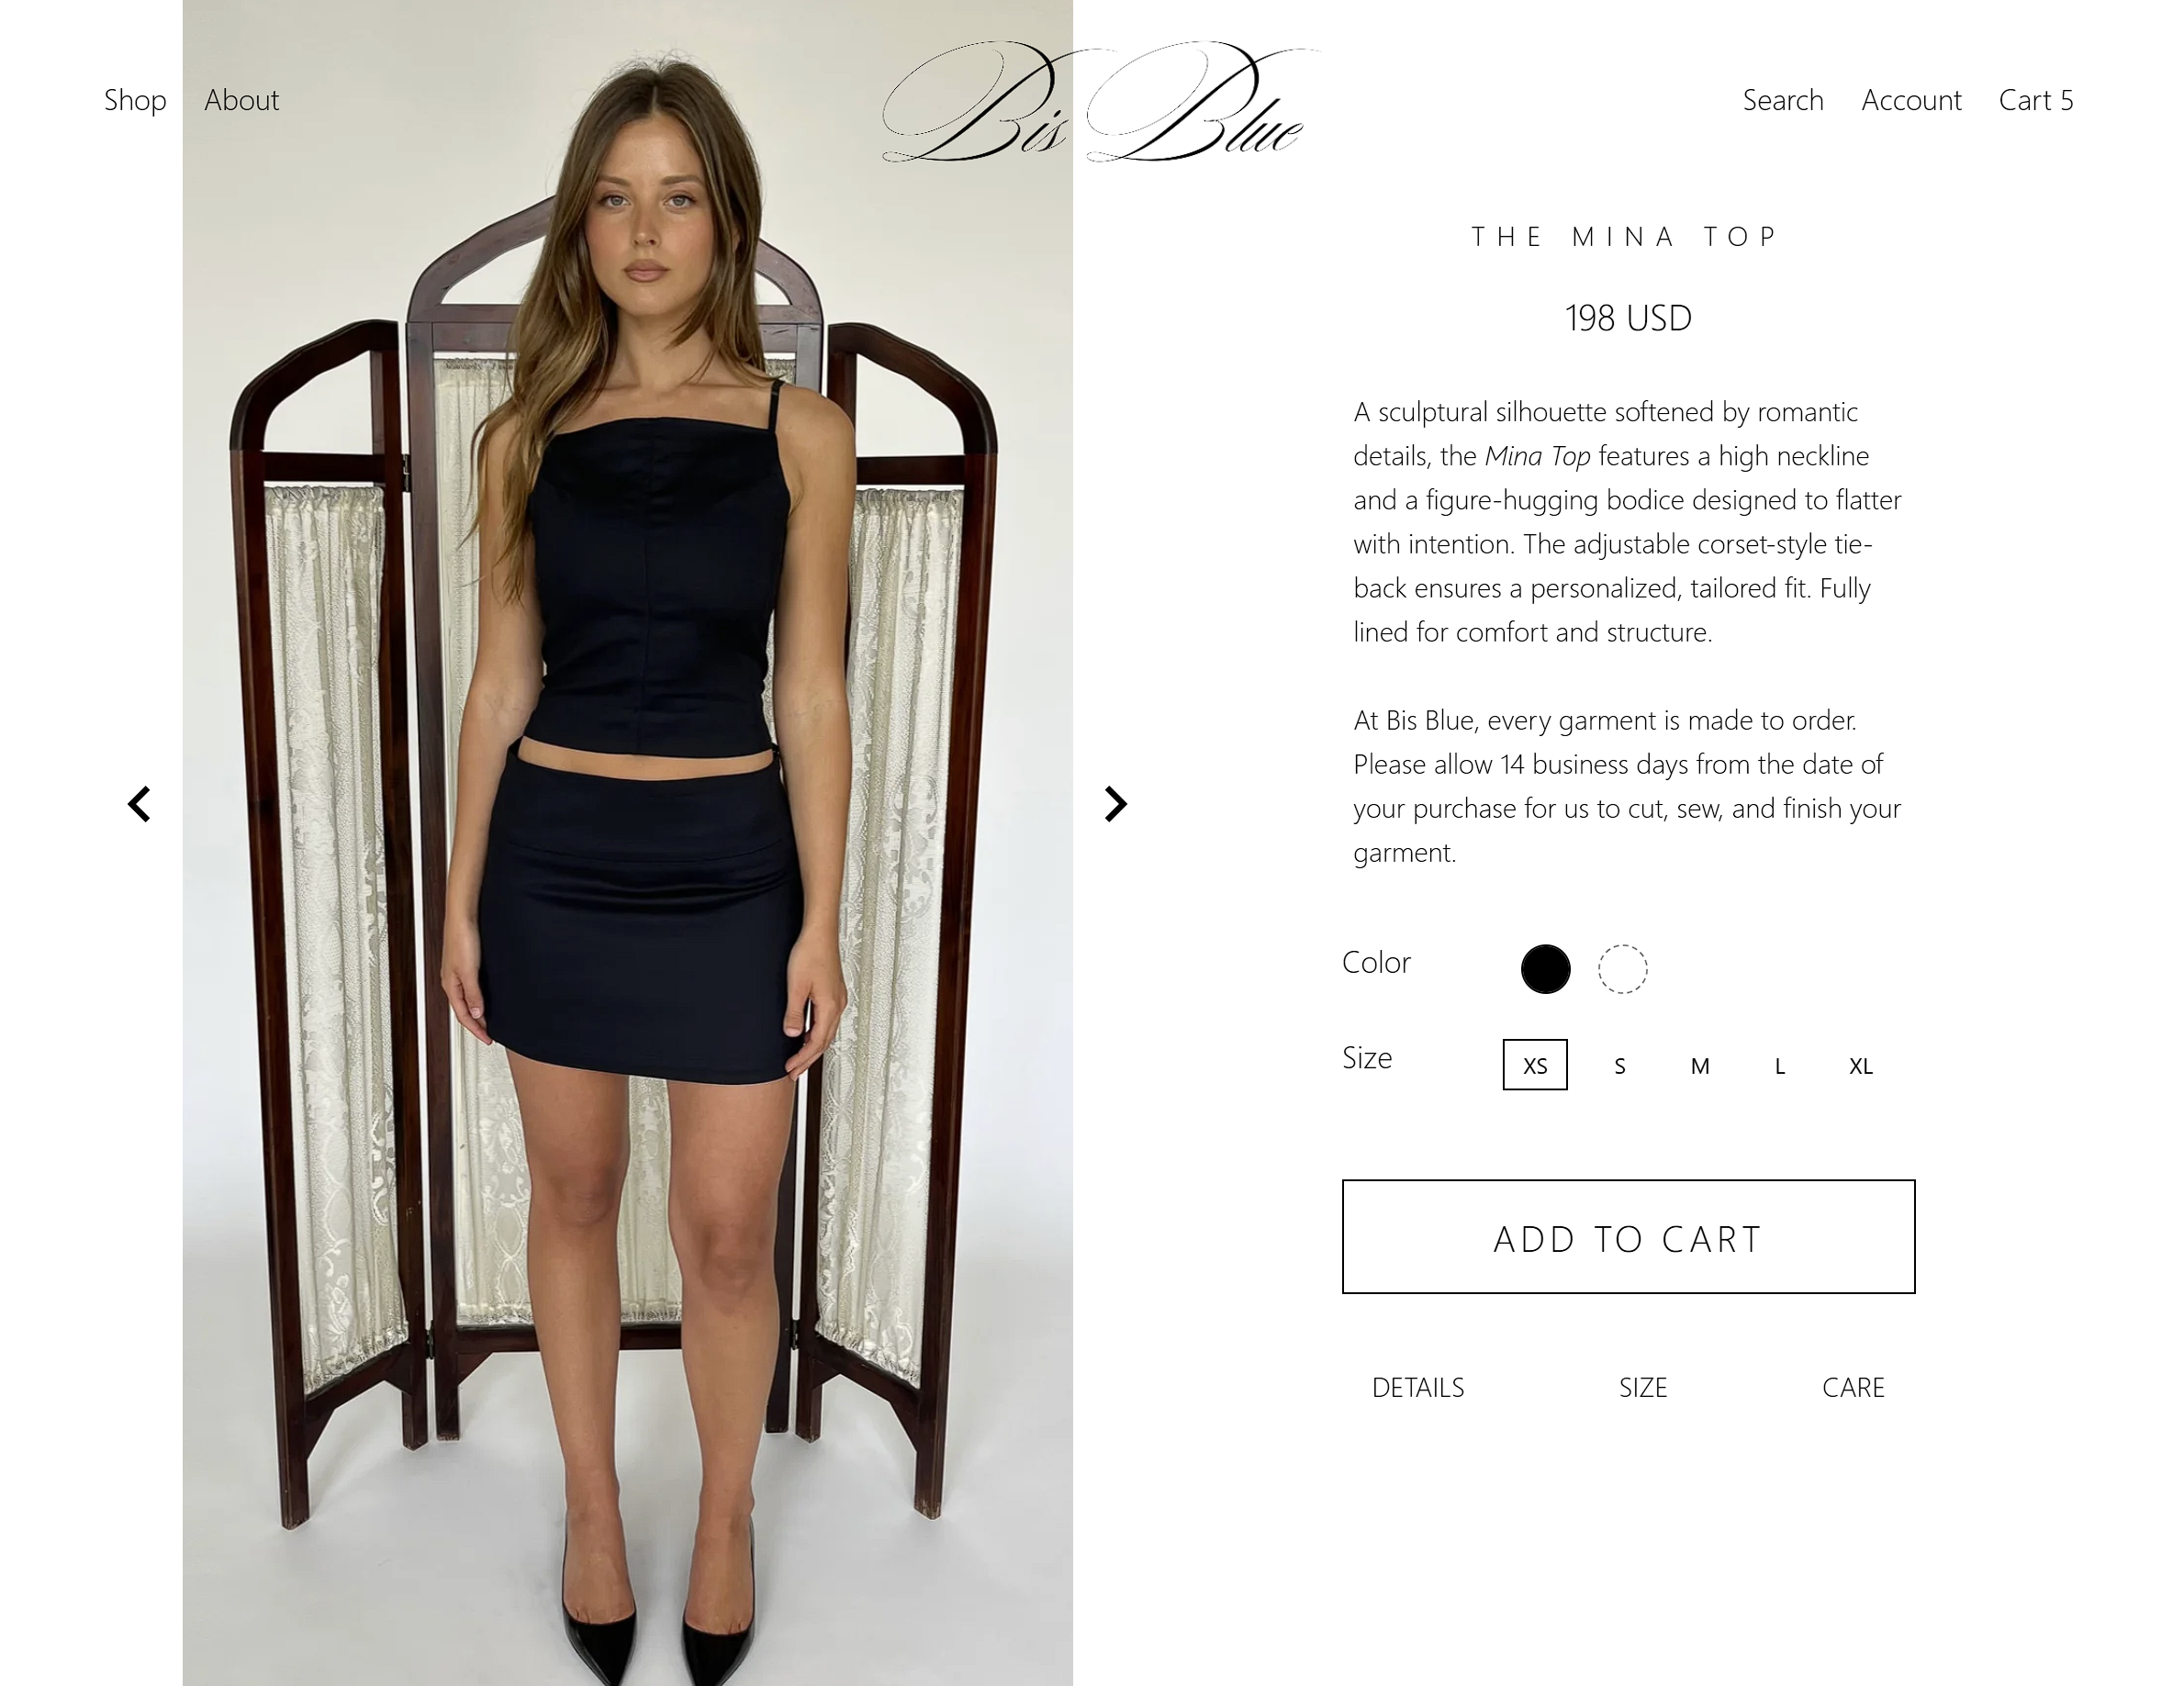 Shop About
Bis Blue
Search Account Cart 5
THE MINA TOP
198 USD
A sculptural silhouette softened by romantic
details, the Mina Top features a high neckline
and a figure-hugging bodice designed to flatter
with intention. The adjustable corset-style tie-
back ensures a personalized, tailored fit. Fully
lined for comfort and structure.
At Bis Blue, every garment is made to order.
Please allow 14 business days from the date of
your purchase for us to cut, sew, and finish your
garment.
Color
Size XS S M L XL
ADD TO CART
DETAILS SIZE CARE